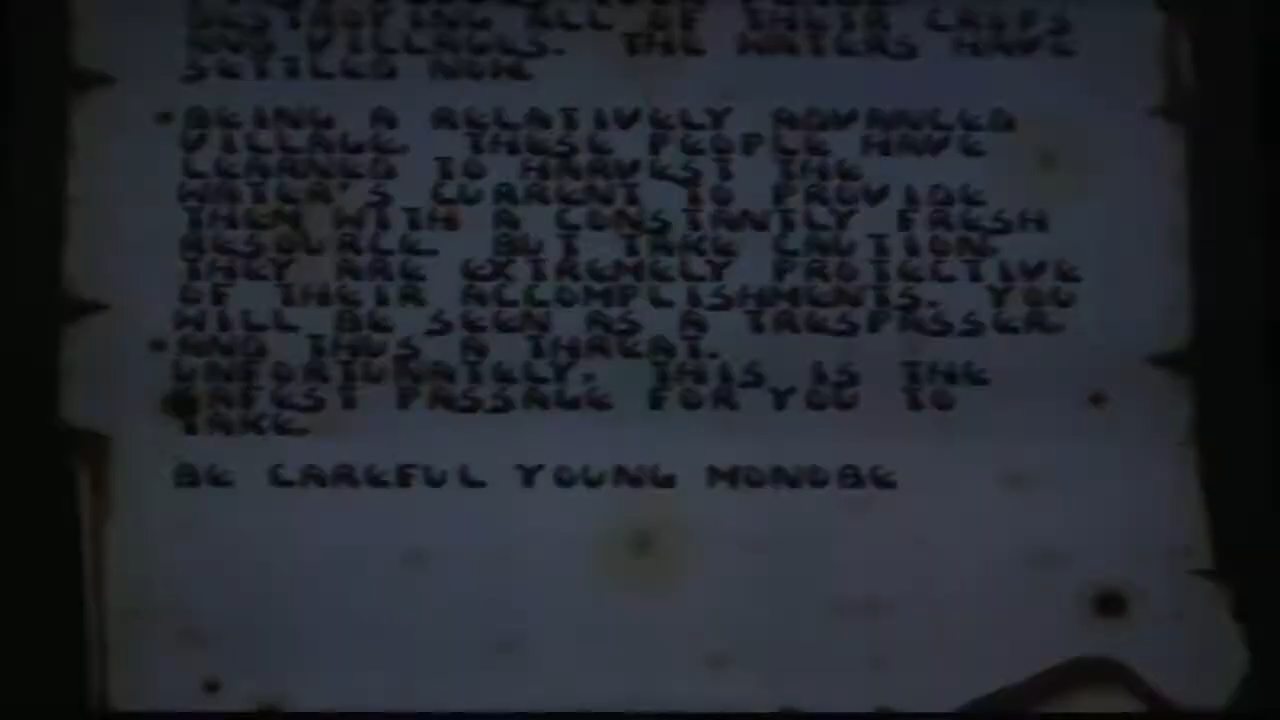 DESTROYING ALL OF THEIR CROPS
AND VILLAGES. THE WATERS HAVE
SETTLED NOW.
BEING A RELATIVELY ADVANCED
VILLAGE. THESE PEOPLE HAVE
LEARNED TO HARVEST THE
WATER'S CURRENT TO PROVIDE
THEM WITH A CONSTANTLY FRESH
RESOURCE. BUT TAKE CAUTION,
THEY ARE EXTREMELY PROTECTIVE
OF THEIR ACCOMPLISHMENTS. YOU
WILL BE SEEN AS A TRESPASSER
AND THUS A THREAT.
UNFORTUNATELY, THIS IS THE
SAFEST PASSAGE FOR YOU TO
TAKE.
BE CAREFUL YOUNG MONOBE